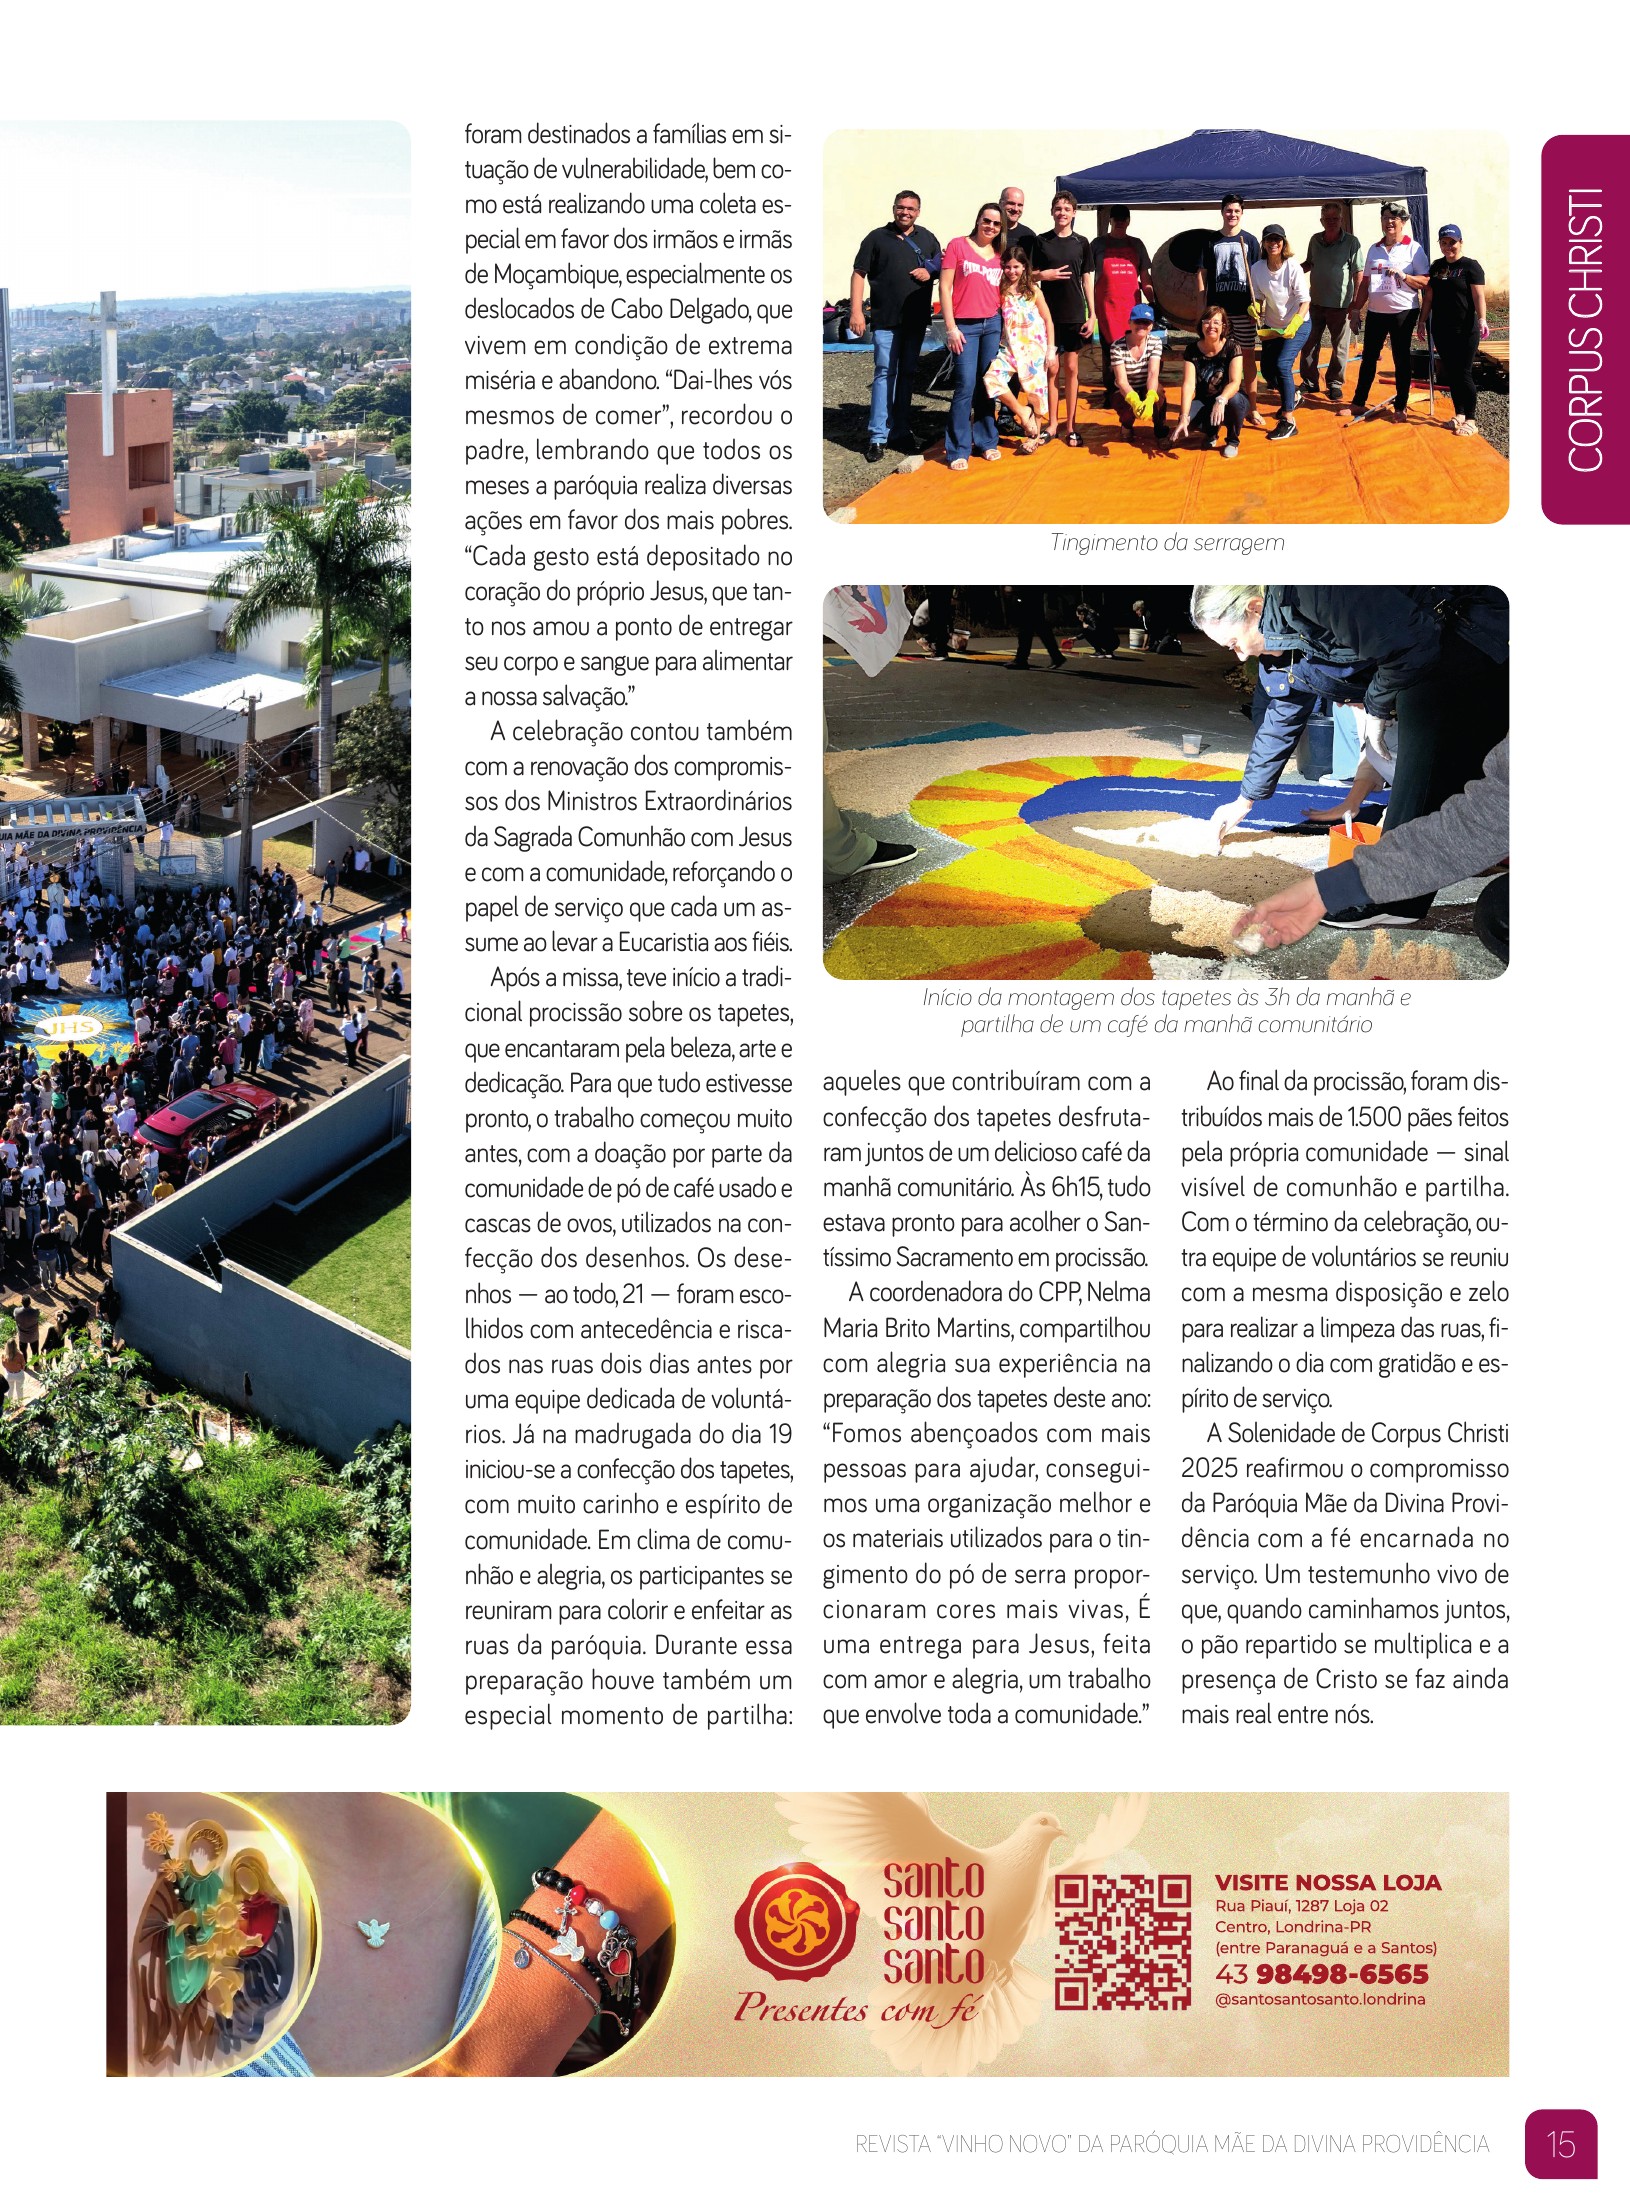 CORPUS CHRISTI
foram destinados a famílias em si-
tuação de vulnerabilidade, bem co-
mo está realizando uma coleta es-
pecial em favor dos irmãos e irmãs
de Moçambique, especialmente os
deslocados de Cabo Delgado, que
vivem em condição de extrema
miséria e abandono. “Dai-lhes vós
mesmos de comer”, recordou o
padre, lembrando que todos os
meses a paróquia realiza diversas
ações em favor dos mais pobres.
“Cada gesto está depositado no
coração do próprio Jesus, que tan-
to nos amou a ponto de entregar
seu corpo e sangue para alimentar
a nossa salvação.”
A celebração contou também
com a renovação dos compromis-
sos dos Ministros Extraordinários
da Sagrada Comunhão com Jesus
e com a comunidade, reforçando o
papel de serviço que cada um as-
sume ao levar a Eucaristia aos fiéis.
Após a missa, teve início a tradi-
cional procissão sobre os tapetes,
que encantaram pela beleza, arte e
dedicação. Para que tudo estivesse
pronto, o trabalho começou muito
antes, com a doação por parte da
comunidade de pó de café usado e
cascas de ovos, utilizados na con-
fecção dos desenhos. Os dese-
nhos — ao todo, 21 — foram esco-
lhidos com antecedência e risca-
dos nas ruas dois dias antes por
uma equipe dedicada de voluntá-
rios. Já na madrugada do dia 19
iniciou-se a confecção dos tapetes,
com muito carinho e espírito de
comunidade. Em clima de comu-
nhão e alegria, os participantes se
reuniram para colorir e enfeitar as
ruas da paróquia. Durante essa
preparação houve também um
especial momento de partilha:
UIA MÃE DA DIVINA PROVIDÊNCIA
JHS
VENTURA
Tingimento da serragem
Início da montagem dos tapetes às 3h da manhã e
partilha de um café da manhã comunitário
aqueles que contribuíram com a
confecção dos tapetes desfruta-
ram juntos de um delicioso café da
manhã comunitário. Às 6h15, tudo
estava pronto para acolher o San-
tíssimo Sacramento em procissão.
A coordenadora do CPP, Nelma
Maria Brito Martins, compartilhou
com alegria sua experiência na
preparação dos tapetes deste ano:
“Fomos abençoados com mais
pessoas para ajudar, consegui-
mos uma organização melhor e
os materiais utilizados para o tin-
gimento do pó de serra propor-
cionaram cores mais vivas, É
uma entrega para Jesus, feita
com amor e alegria, um trabalho
que envolve toda a comunidade.”
Ao final da procissão, foram dis-
tribuídos mais de 1.500 pães feitos
pela própria comunidade — sinal
visível de comunhão e partilha.
Com o término da celebração, ou-
tra equipe de voluntários se reuniu
com a mesma disposição e zelo
para realizar a limpeza das ruas, fi-
nalizando o dia com gratidão e es-
pírito de serviço.
A Solenidade de Corpus Christi
2025 reafirmou o compromisso
da Paróquia Mãe da Divina Provi-
dência com a fé encarnada no
serviço. Um testemunho vivo de
que, quando caminhamos juntos,
o pão repartido se multiplica e a
presença de Cristo se faz ainda
mais real entre nós.
santo
santo
santo
Presentes com fé
VISITE NOSSA LOJA
Rua Piauí, 1287 Loja 02
Centro, Londrina-PR
(entre Paranaguá e a Santos)
43 98498-6565
@santosantosanto.londrina
REVISTA “VINHO NOVO” DA PARÓQUIA MÃE DA DIVINA PROVIDÊNCIA
15